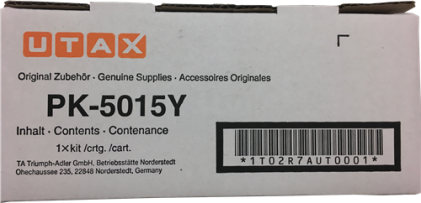 UTAX
Original Zubehör · Genuine Supplies · Accessoires Originales
PK-5015Y
Inhalt · Contents · Contenance
1×kit /crtg. /cart.
TA Triumph-Adler GmbH, Betriebsstätte Norderstedt
Ohechaussee 235, 22848 Norderstedt, Germany
*1T02R7AUT0001*